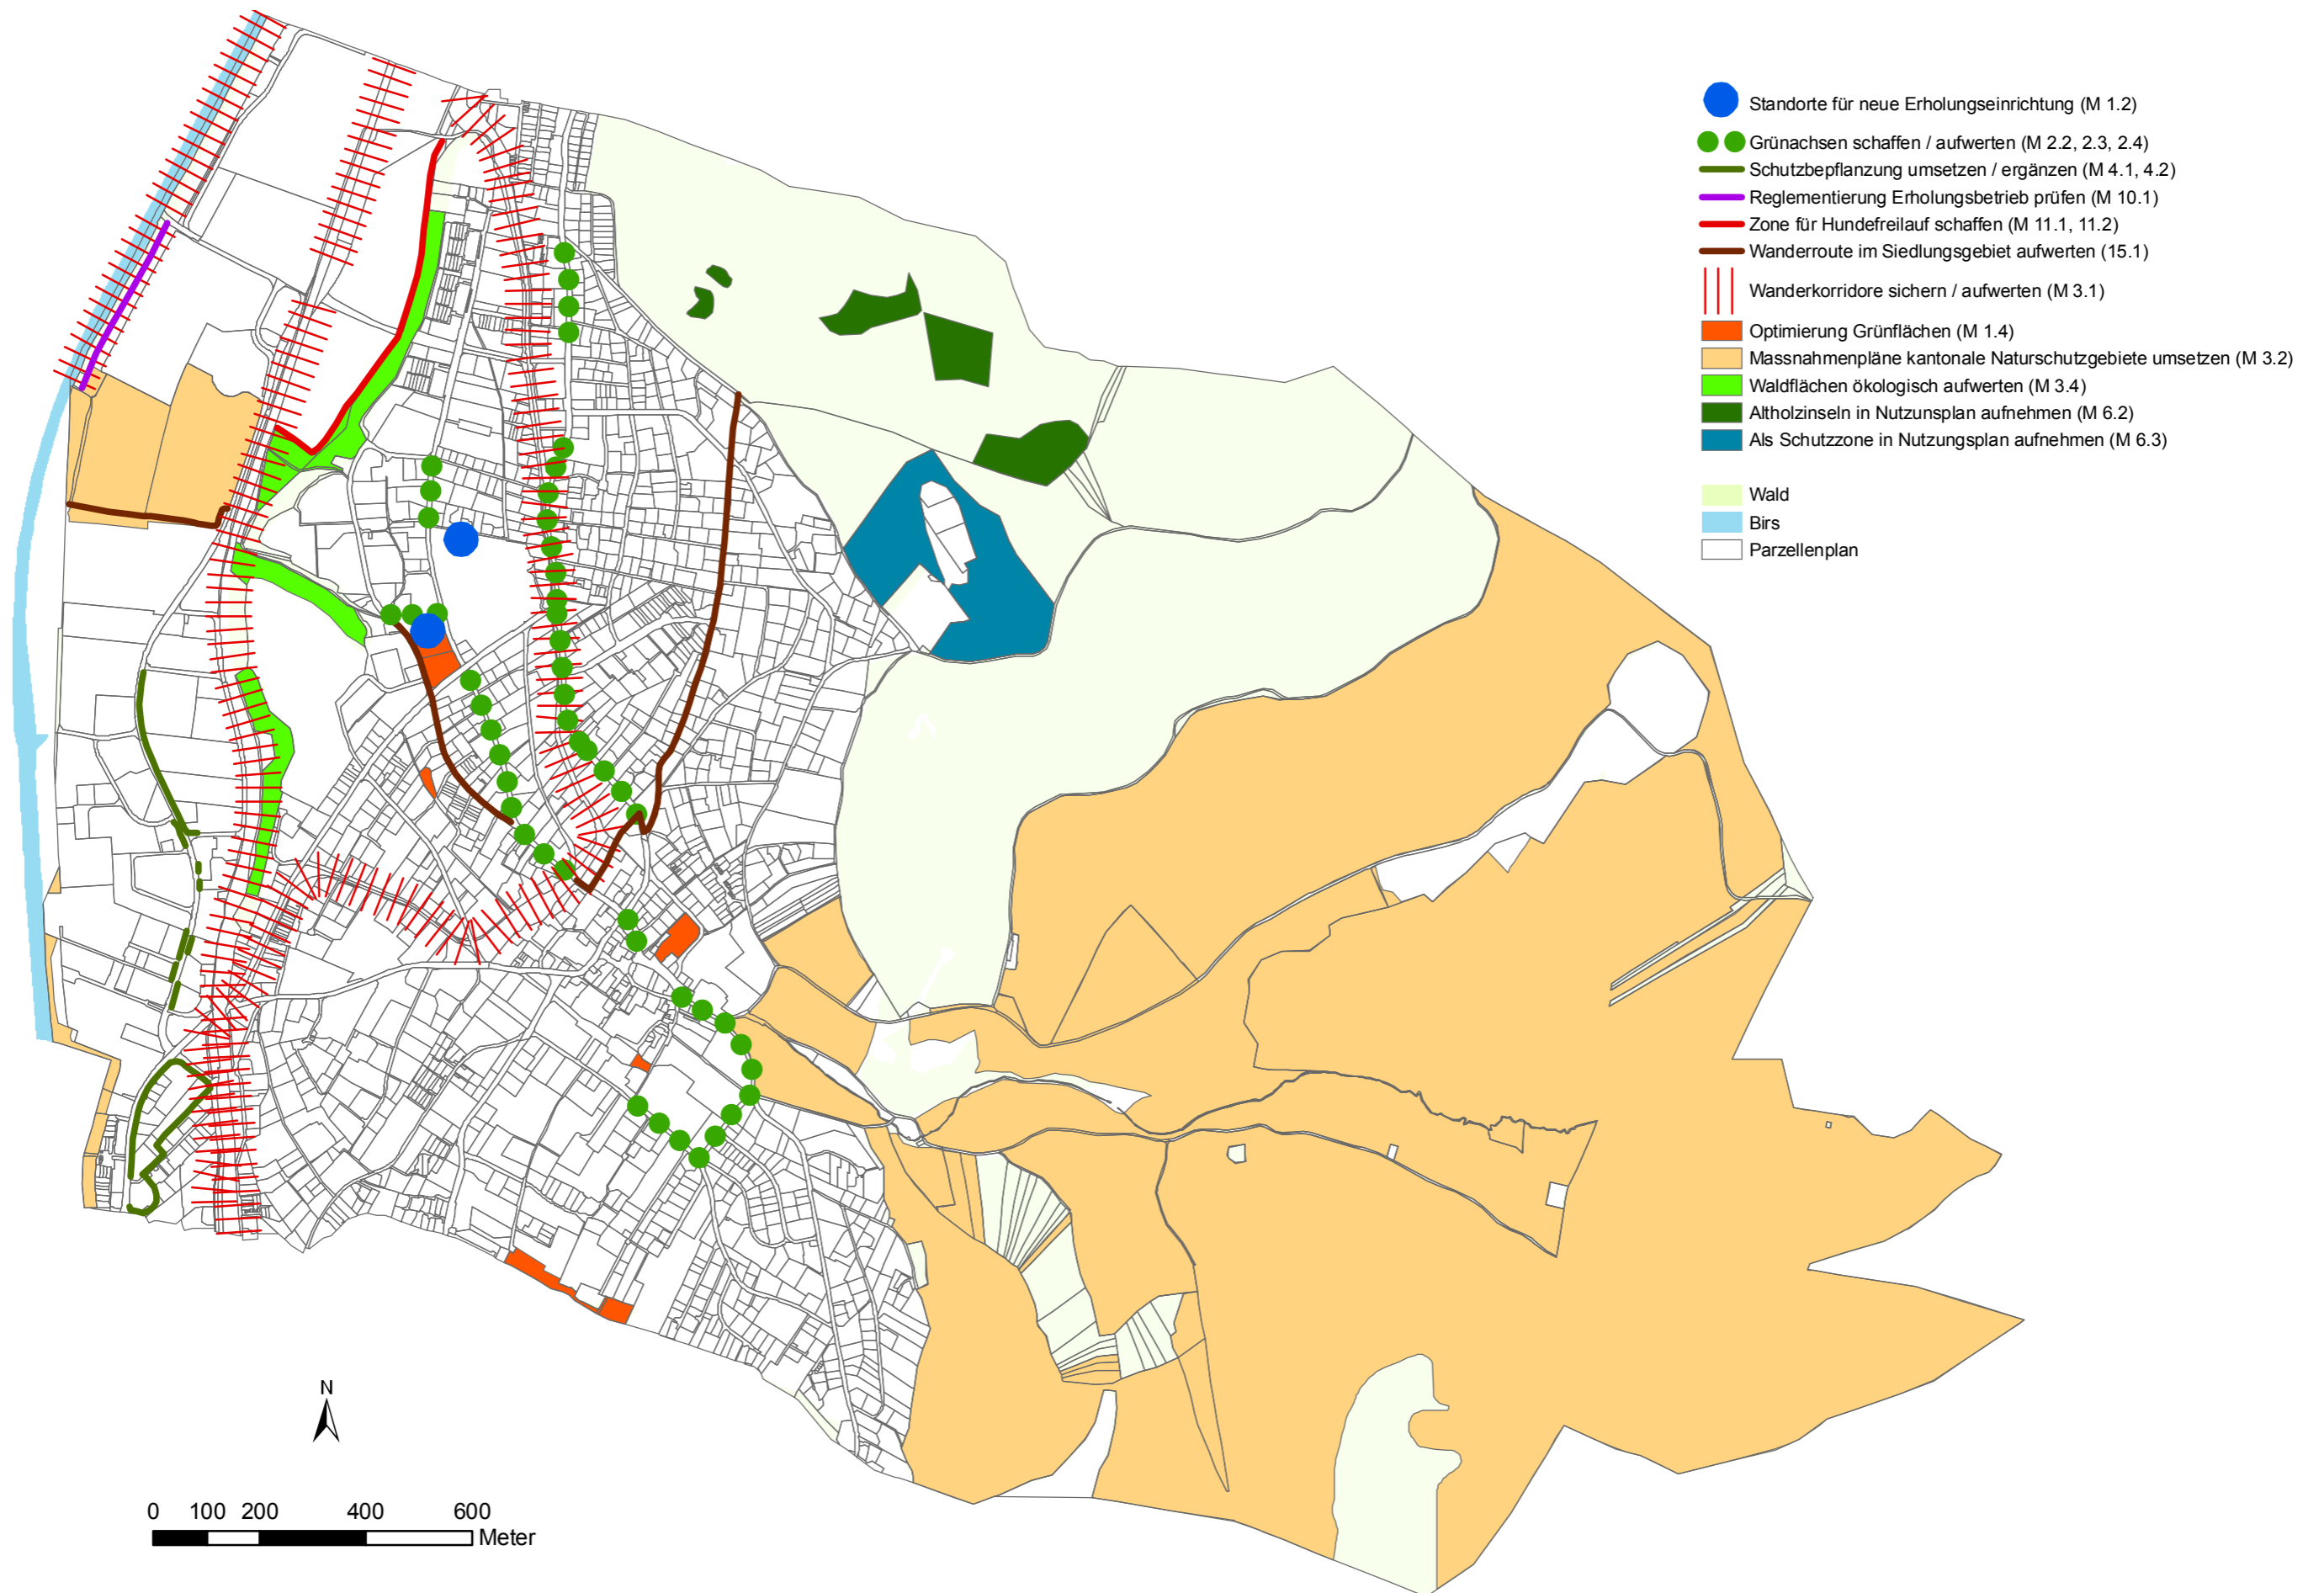 Standorte für neue Erholungseinrichtung (M 1.2)
Grünachsen schaffen / aufwerten (M 2.2, 2.3, 2.4)
Schutzbepflanzung umsetzen / ergänzen (M 4.1, 4.2)
Reglementierung Erholungsbetrieb prüfen (M 10.1)
Zone für Hundefreilauf schaffen (M 11.1, 11.2)
Wanderroute im Siedlungsgebiet aufwerten (15.1)
Wanderkorridore sichern / aufwerten (M 3.1)
Optimierung Grünflächen (M 1.4)
Massnahmenpläne kantonale Naturschutzgebiete umsetzen (M 3.2)
Waldflächen ökologisch aufwerten (M 3.4)
Altholzinseln in Nutzunsplan aufnehmen (M 6.2)
Als Schutzzone in Nutzungsplan aufnehmen (M 6.3)
Wald
Birs
Parzellenplan
N
0 100 200 400 600
Meter